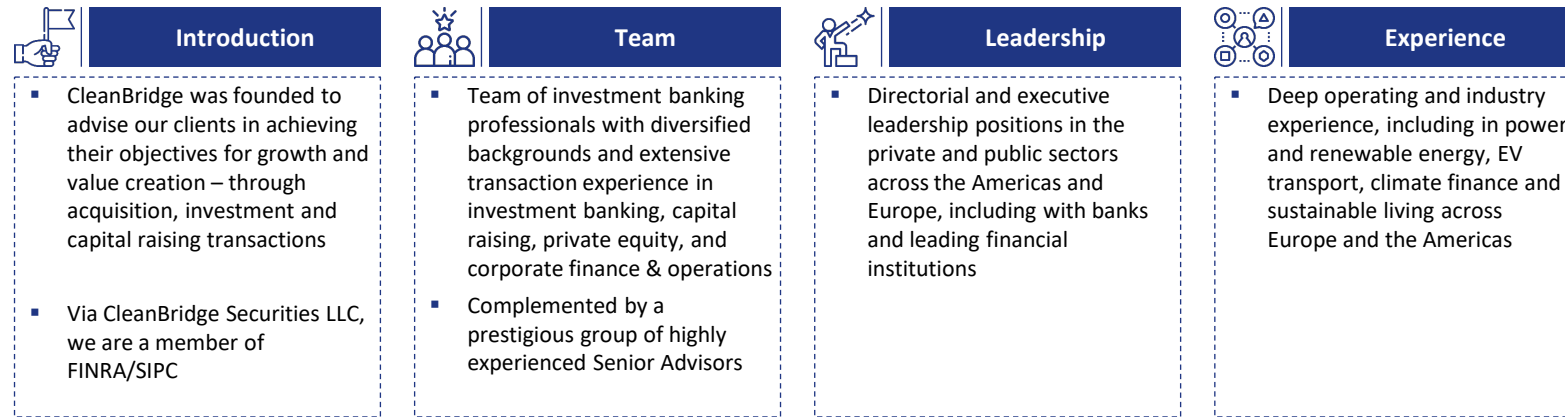 Introduction
CleanBridge was founded to
advise our clients in achieving
their objectives for growth and
value creation – through
acquisition, investment and
capital raising transactions
Via CleanBridge Securities LLC,
we are a member of
FINRA/SIPC
Team
Team of investment banking
professionals with diversified
backgrounds and extensive
transaction experience in
investment banking, capital
raising, private equity, and
corporate finance & operations
Complemented by a
prestigious group of highly
experienced Senior Advisors
Leadership
Directorial and executive
leadership positions in the
private and public sectors
across the Americas and
Europe, including with banks
and leading financial
institutions
Experience
Deep operating and industry
experience, including in power
and renewable energy, EV
transport, climate finance and
sustainable living across
Europe and the Americas